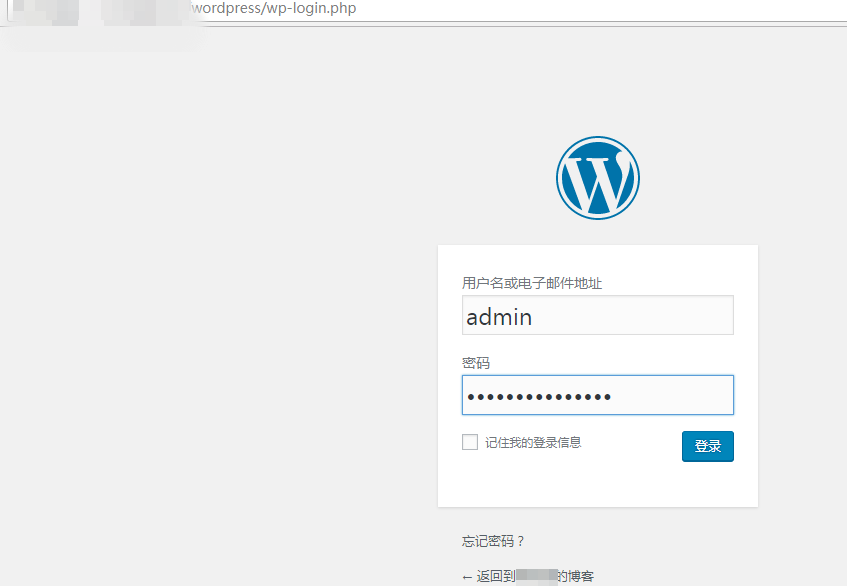 wordpress/wp-login.php
用户名或电子邮件地址
admin
密码
•••••••••••••••
记住我的登录信息
登录
忘记密码？
← 返回到的博客